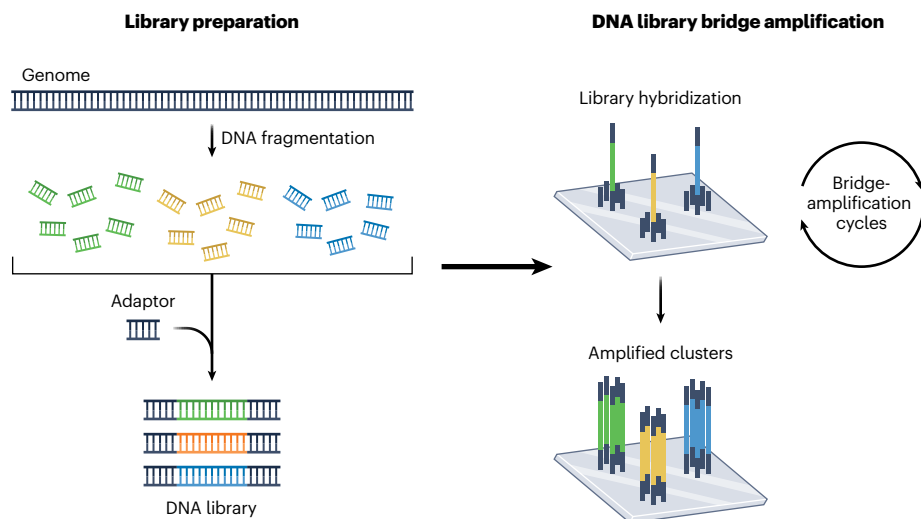 Library preparation
Genome
DNA fragmentation
Adaptor
DNA library
DNA library bridge amplification
Library hybridization
Bridge-
amplification
cycles
Amplified clusters